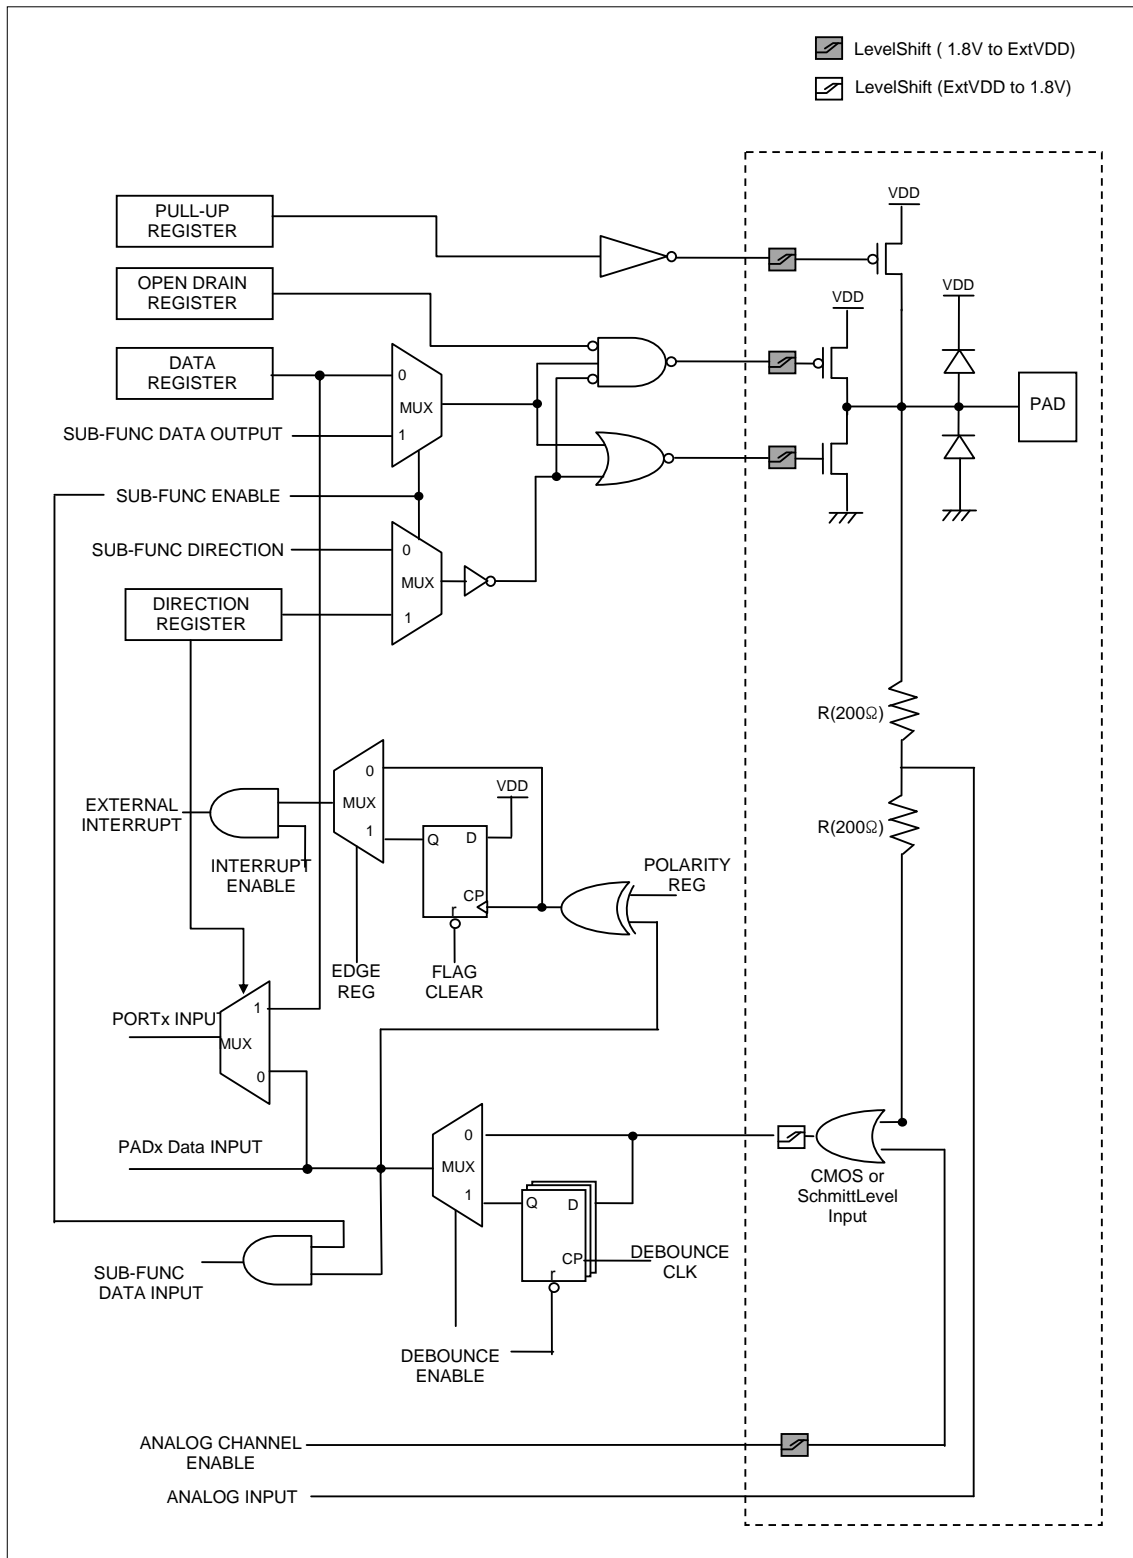 LevelShift ( 1.8V to ExtVDD)
LevelShift (ExtVDD to 1.8V)
VDD
PULL-UP
REGISTER
OPEN DRAIN
REGISTER
VDD
VDD
DATA
REGISTER
0
MUX
1
PAD
SUB-FUNC DATA OUTPUT
SUB-FUNC ENABLE
SUB-FUNC DIRECTION
0
MUX
1
DIRECTION
REGISTER
R(200Ω)
EXTERNAL
INTERRUPT
0
MUX
1
VDD
Q
D
CP
r
R(200Ω)
INTERRUPT
ENABLE
POLARITY
REG
EDGE
REG
FLAG
CLEAR
PORTx INPUT
1
MUX
0
PADx Data INPUT
0
MUX
1
Q
D
CP
r
CMOS or
SchmittLevel
Input
DEBOUNCE
CLK
SUB-FUNC
DATA INPUT
DEBOUNCE
ENABLE
ANALOG CHANNEL
ENABLE
ANALOG INPUT